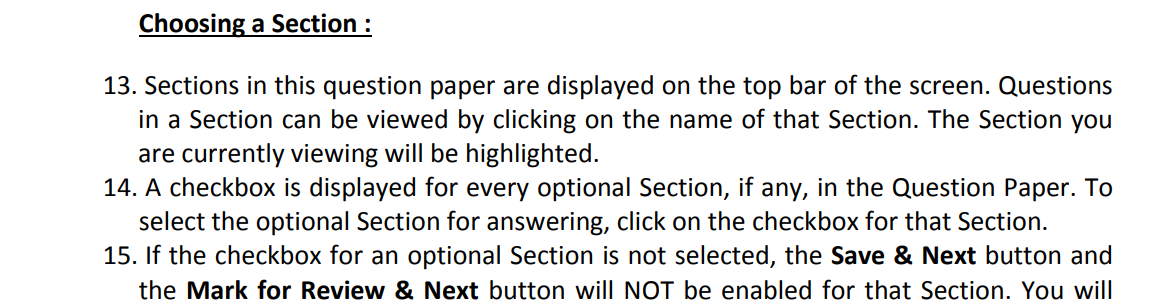 Choosing a Section :
13. Sections in this question paper are displayed on the top bar of the screen. Questions
in a Section can be viewed by clicking on the name of that Section. The Section you
are currently viewing will be highlighted.
14. A checkbox is displayed for every optional Section, if any, in the Question Paper. To
select the optional Section for answering, click on the checkbox for that Section.
15. If the checkbox for an optional Section is not selected, the Save & Next button and
the Mark for Review & Next button will NOT be enabled for that Section. You will